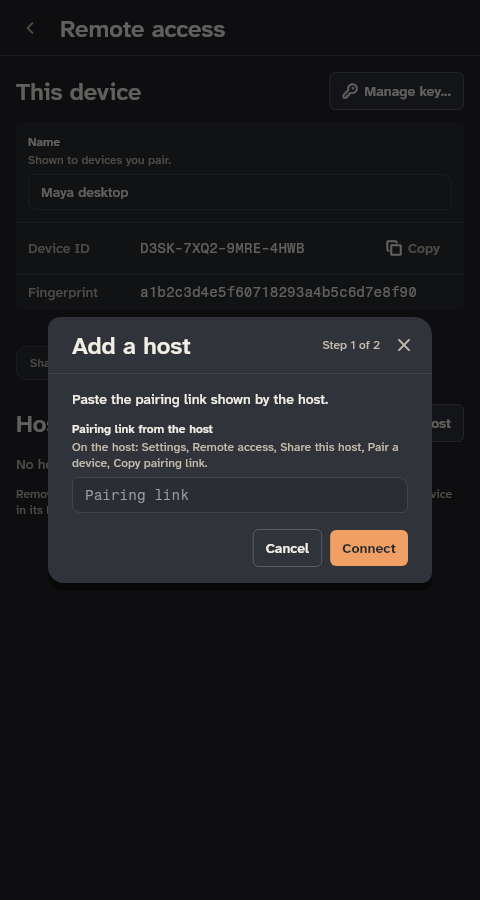 Remote access
This device
Manage key...
Name
Shown to devices you pair.
Maya desktop
Device ID
D3SK-7XQ2-9MRE-4HWB
Copy
Fingerprint
a1b2c3d4e5f60718293a4b5c6d7e8f90
Add a host
Step 1 of 2
Paste the pairing link shown by the host.
Pairing link from the host
On the host: Settings, Remote access, Share this host, Pair a
device, Copy pairing link.
Pairing link
Cancel
Connect
No
in its